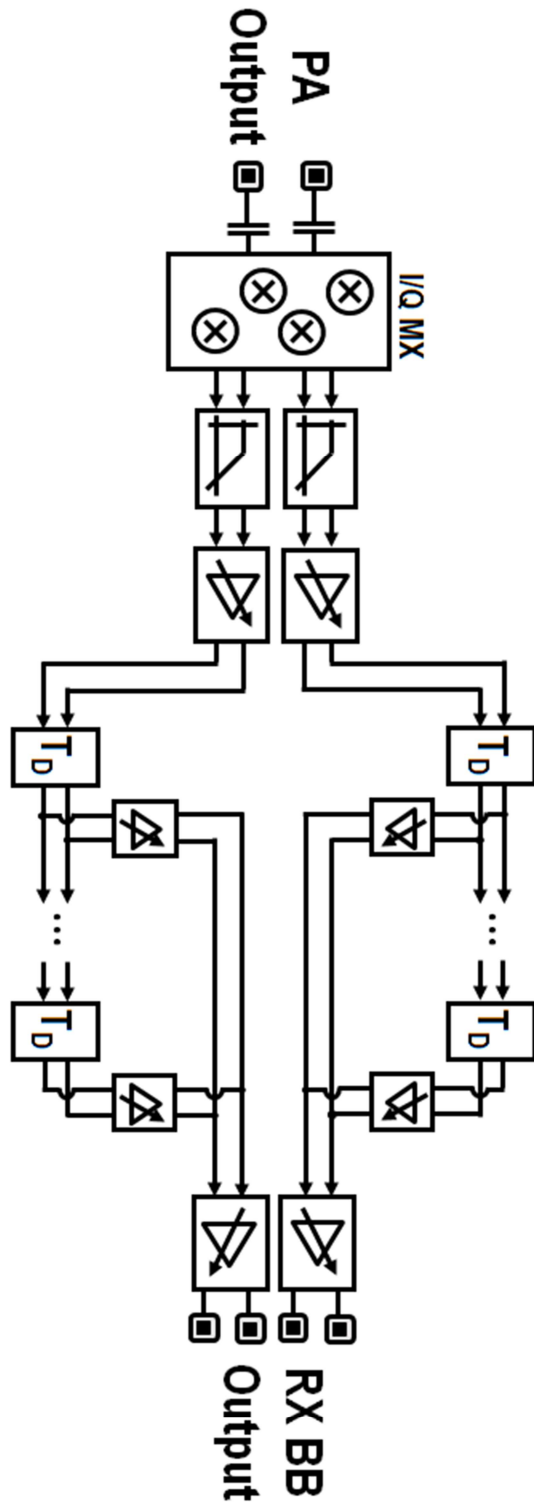 PA
Output
I/Q MX
T_D
...
T_D
T_D
...
T_D
RX BB
Output